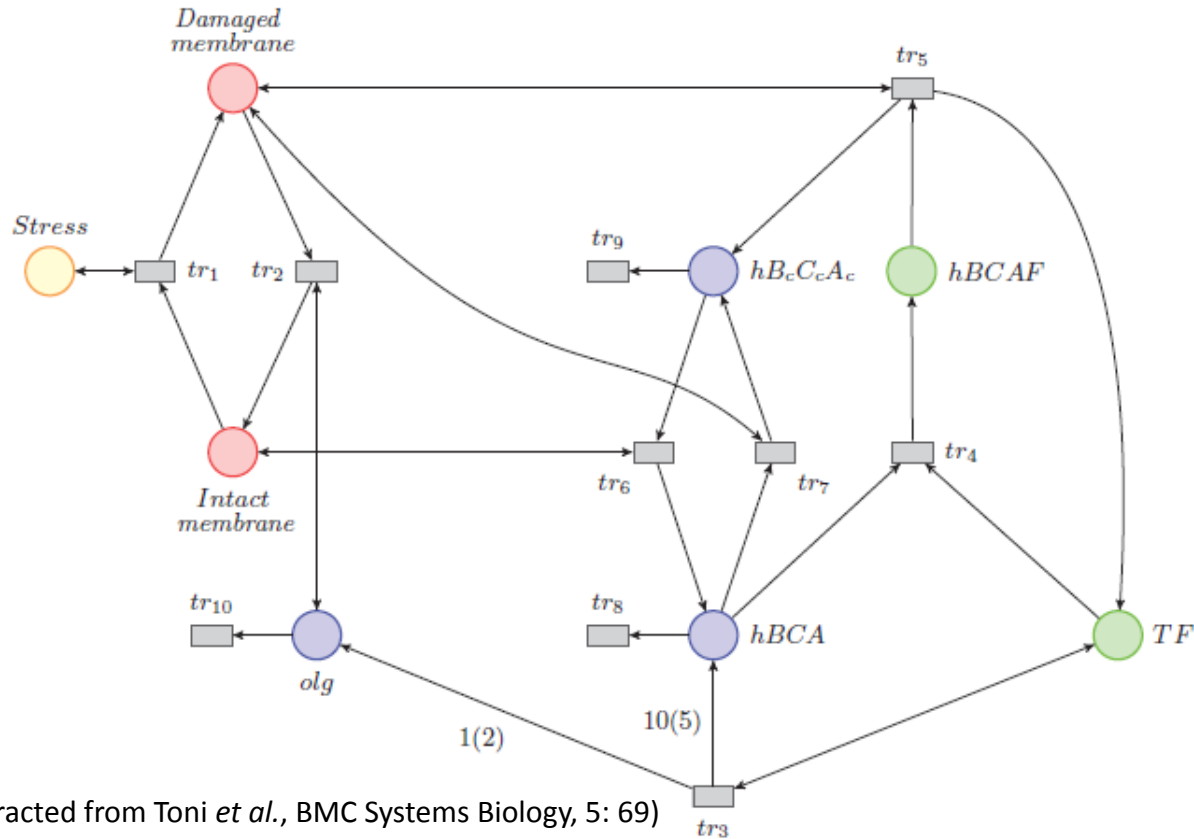 Damaged
membrane
tr₅
Stress
tr₁
tr₂
tr₉
hB_cC_cA_c
hBCAF
Intact
membrane
tr₆
tr₇
tr₄
tr₁₀
olg
tr₈
hBCA
TF
1(2)
10(5)
tr₃
racted from Toni et al., BMC Systems Biology, 5: 69)